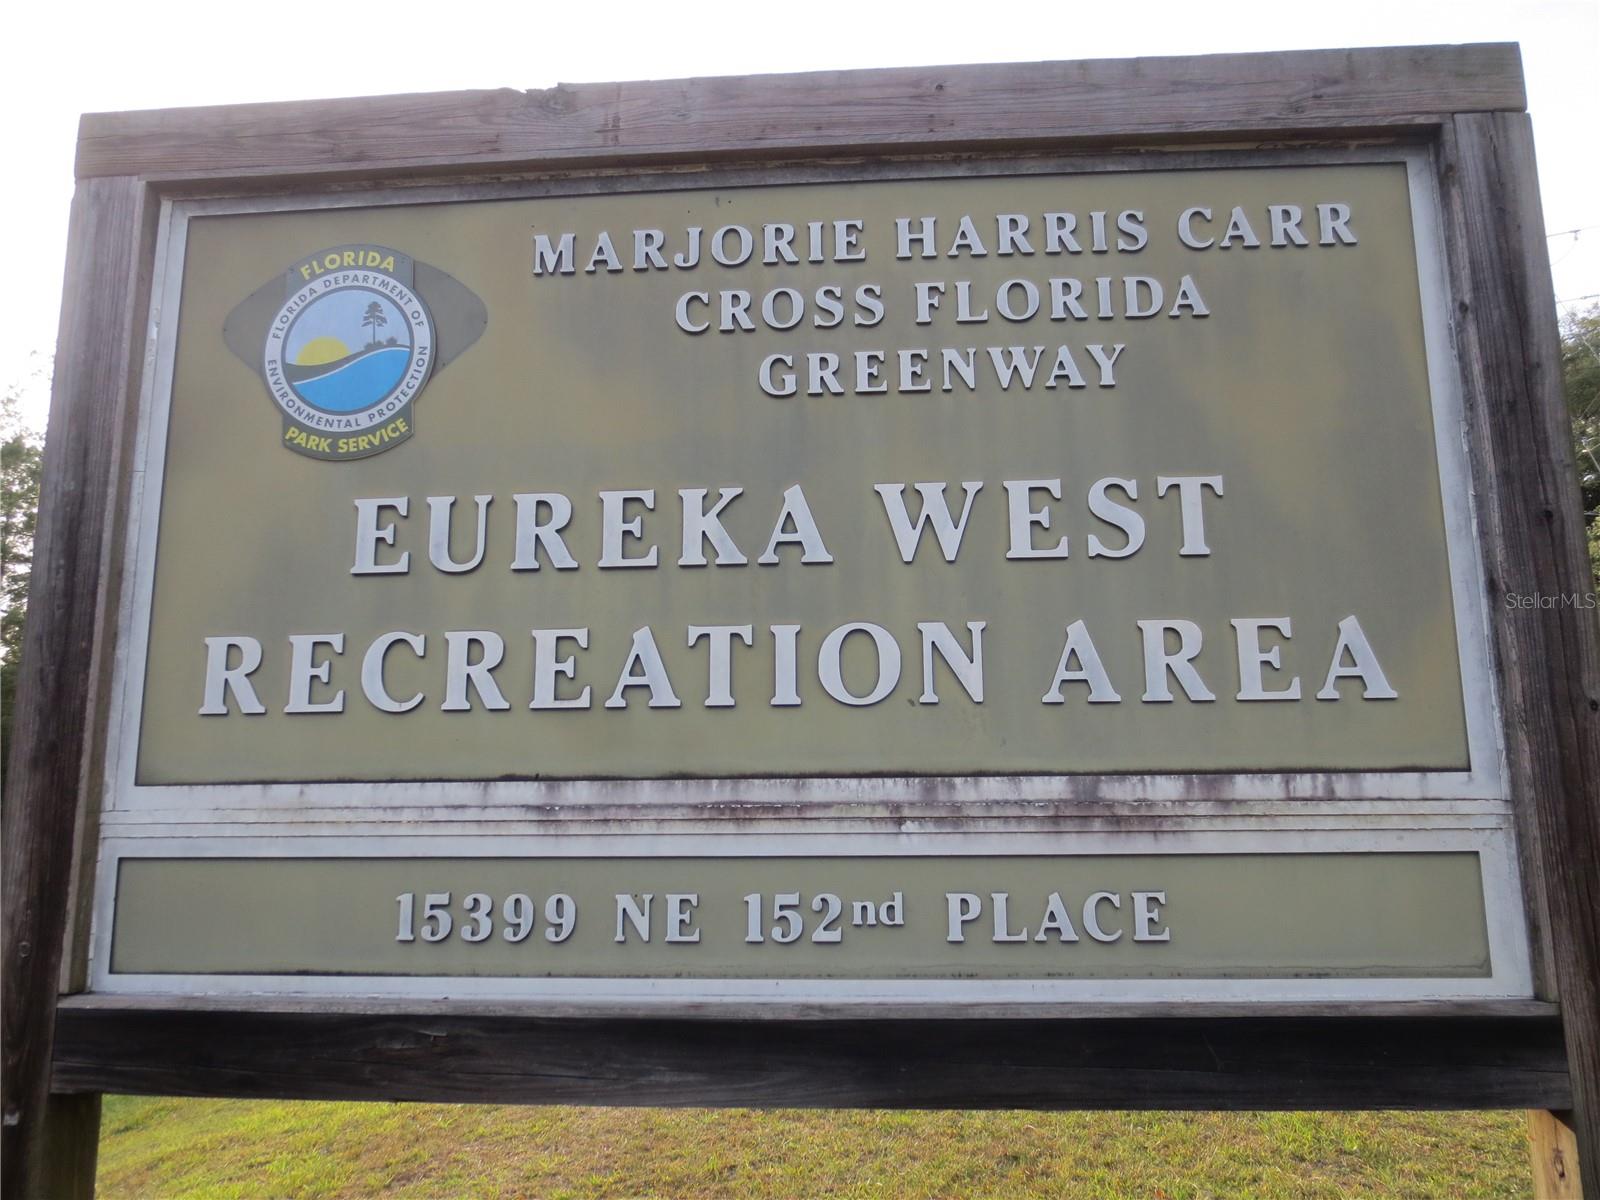 FLORIDA
FLORIDA DEPARTMENT OF
ENVIRONMENTAL PROTECTION
PARK SERVICE
MARJORIE HARRIS CARR
CROSS FLORIDA
GREENWAY
EUREKA WEST
RECREATION AREA
15399 NE 152nd PLACE
StellarMLS